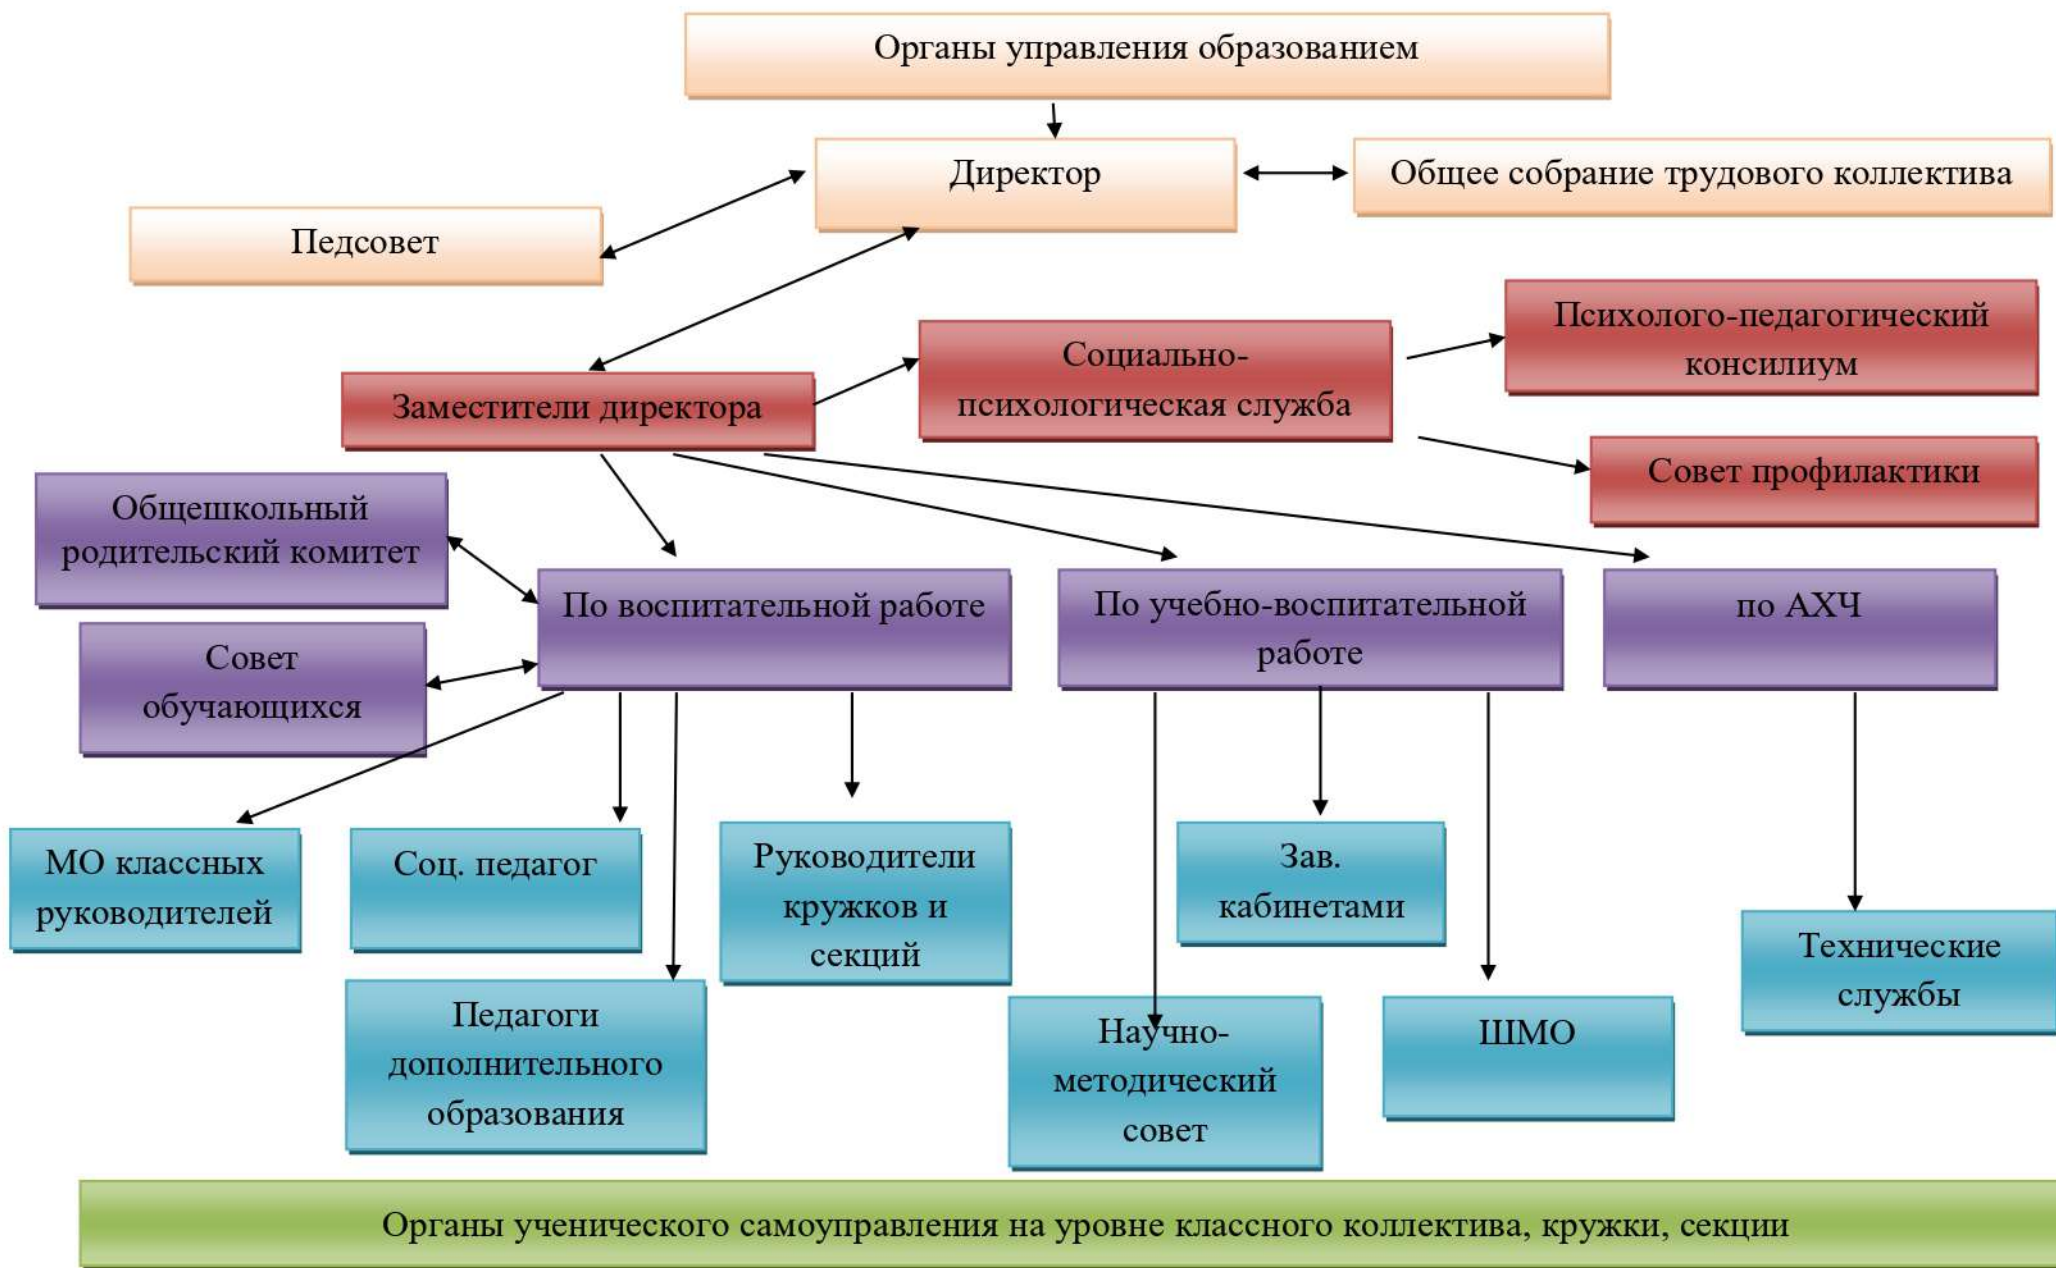 Органы управления образованием
Директор
Общее собрание трудового коллектива
Педсовет
Психолого-педагогический
консилиум
Социально-
психологическая служба
Заместители директора
Совет профилактики
Общешкольный
родительский комитет
По воспитательной работе
По учебно-воспитательной
работе
по АХЧ
Совет
обучающихся
МО классных
руководителей
Соц. педагог
Руководители
кружков и
секций
Зав.
кабинетами
Технические
службы
Педагоги
дополнительного
образования
Научно-
методический
совет
ШМО
Органы ученического самоуправления на уровне классного коллектива, кружки, секции